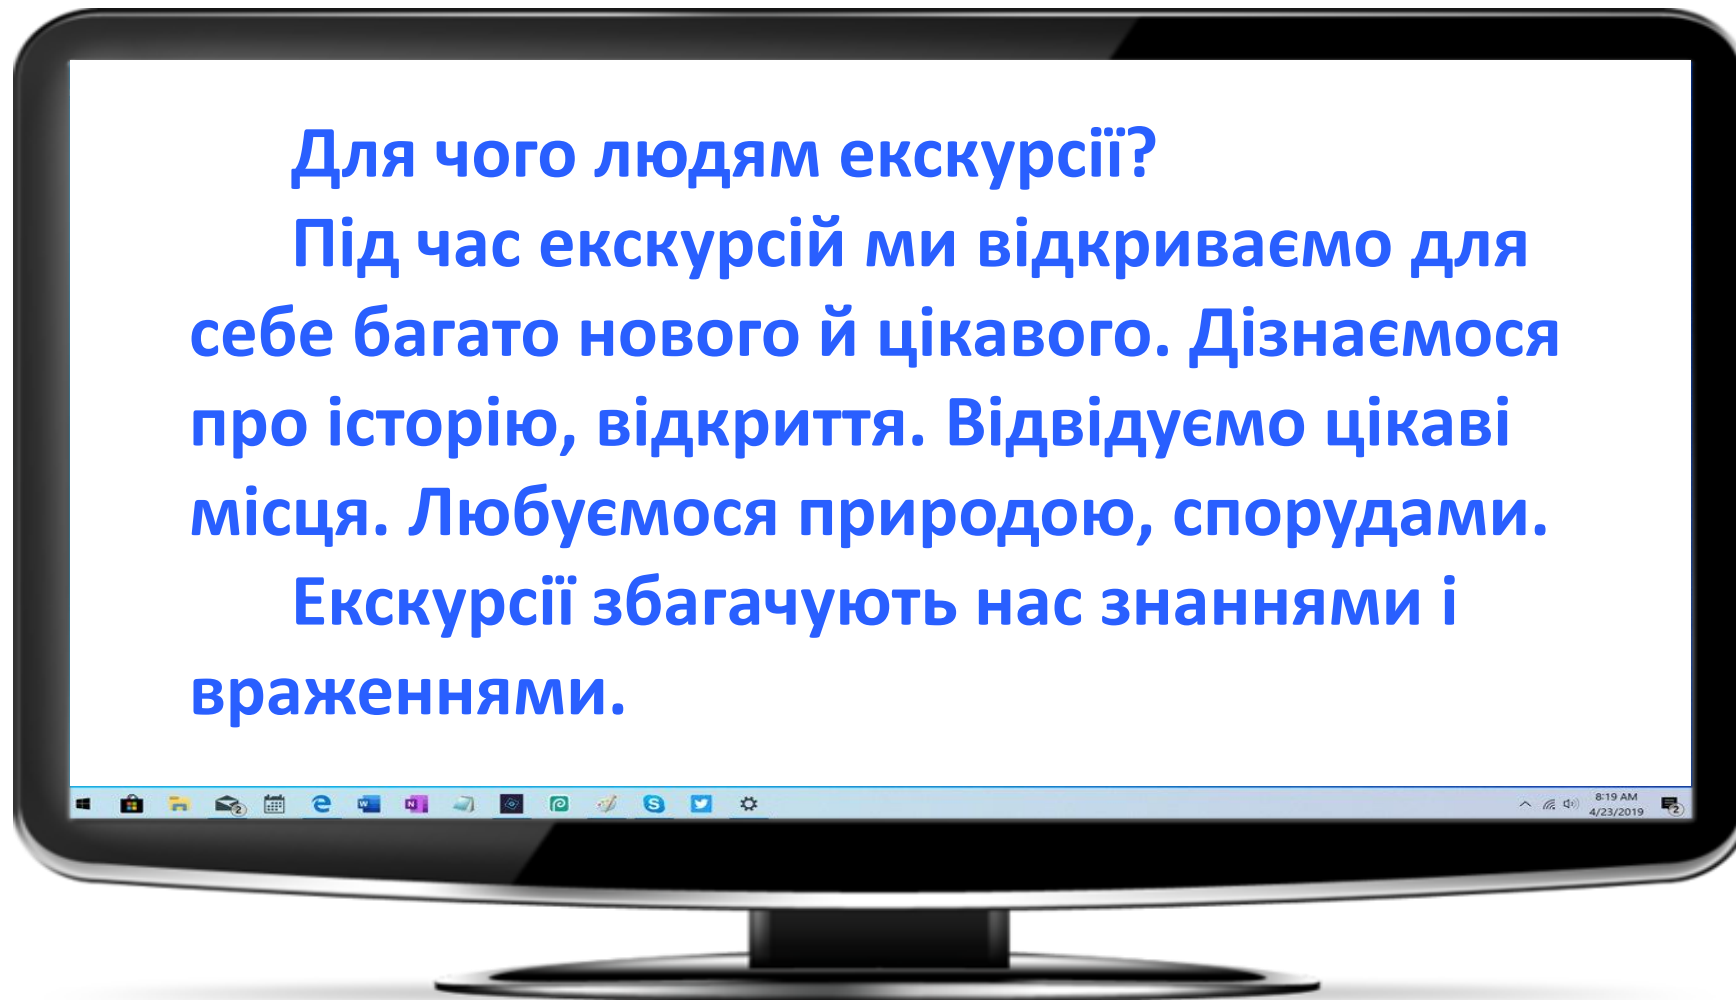 Для чого людям екскурсії?
Під час екскурсій ми відкриваємо для
себе багато нового й цікавого. Дізнаємося
про історію, відкриття. Відвідуємо цікаві
місця. Любуємося природою, спорудами.
Екскурсії збагачують нас знаннями і
враженнями.
8:19 AM
4/23/2019